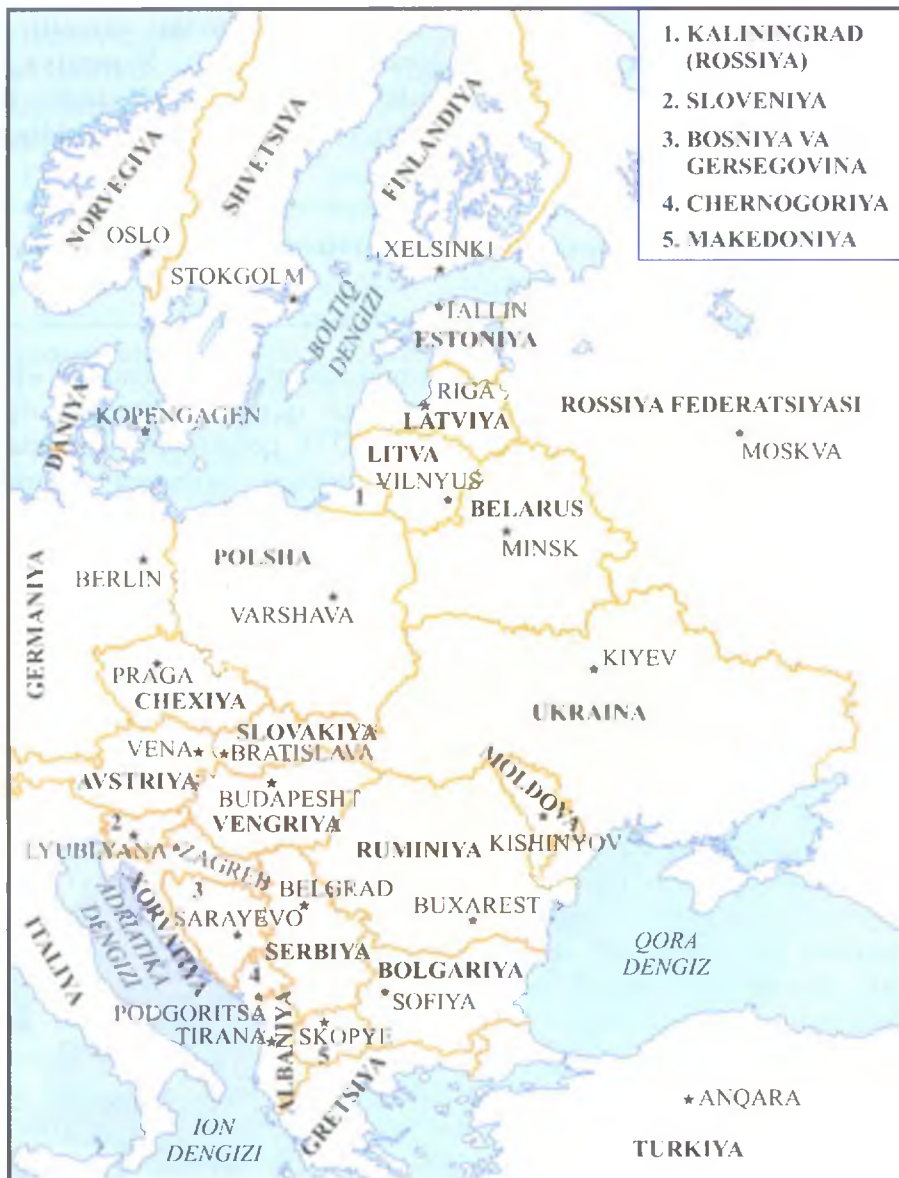 1. KALININGRAD
(ROSSIYA)
2. SLOVENIYA
3. BOSNIYA VA
GERSEGOVINA
4. CHERNOGORIYA
5. MAKEDONIYA
NORVEGIYA
SHVETSIYA
FINLANDIYA
OSLO
XELSINKI
STOKGOLM
BOLTIQ
DENGIZI
TALLIN
ESTONIYA
DANIYA
KOPENGAGEN
RIGA
LATVIYA
ROSSIYA FEDERATSIYASI
MOSKVA
LITVA
VILNYUS
1
BELARUS
MINSK
POLSHA
BERLIN
VARSHAVA
GERMANIYA
PRAGA
CHEXIYA
KIYEV
UKRAINA
SLOVAKIYA
VENA
BRATISLAVA
AVSTRIYA
BUDAPESHT
VENGRIYA
MOLDOVA
KISHINYOV
2
LYUBLYANA
ZAGREB
RUMINIYA
3
BELGRAD
BUXAREST
XORVATIYA
ADRIATIKA
DENGIZI
SARAYEVO
SERBIYA
QORA
DENGIZ
ITALIYA
4
BOLGARIYA
SOFIYA
PODGORITSA
TIRANA
ALBANIYA
SKOPYE
5
GRETSIYA
ANQARA
ION
DENGIZI
TURKIYA